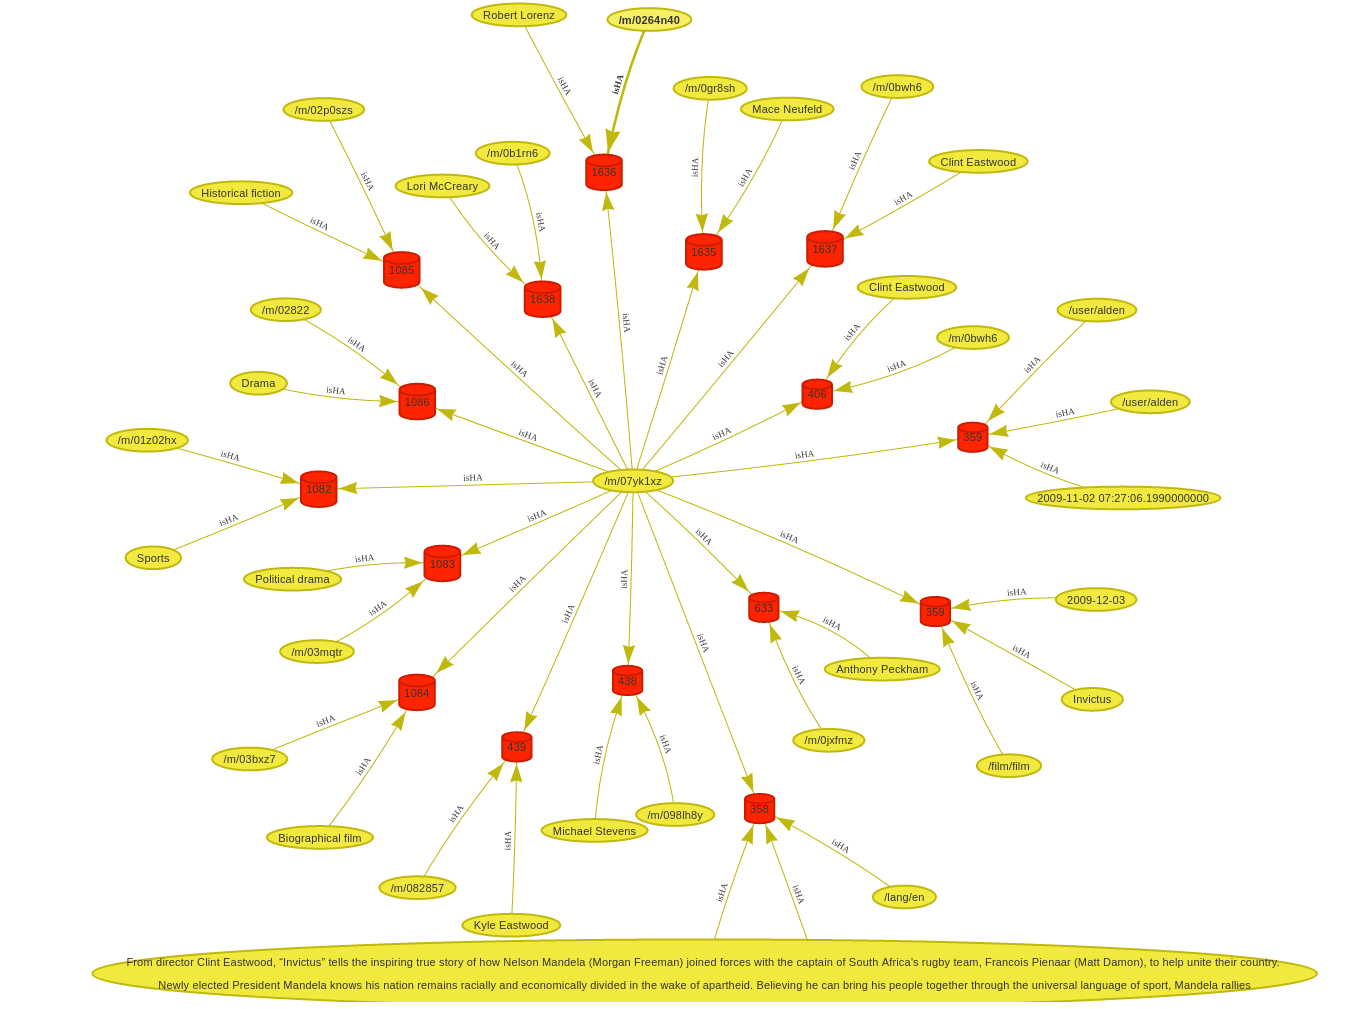 Robert Lorenz
/m/0264n40
isHA
isHA
/m/0gr8sh
/m/0bwh6
/m/02p0szs
Mace Neufeld
/m/0b1rn6
isHA
isHA
isHA
Clint Eastwood
1636
isHA
Lori McCreary
isHA
Historical fiction
isHA
isHA
isHA
isHA
1635
1637
1085
Clint Eastwood
1638
/m/02822
isHA
/user/alden
isHA
isHA
/m/0bwh6
isHA
isHA
isHA
isHA
isHA
isHA
isHA
Drama
isHA
isHA
406
1086
/user/alden
isHA
isHA
isHA
359
/m/01z02hx
isHA
isHA
isHA
isHA
/m/07yk1xz
1082
2009-11-02 07:27:06.1990000000
isHA
isHA
isHA
isHA
Sports
isHA
1083
Political drama
isHA
isHA
isHA
isHA
2009-12-03
633
359
isHA
isHA
isHA
isHA
/m/03mqtr
isHA
Anthony Peckham
438
isHA
isHA
1084
Invictus
isHA
/m/0jxfmz
isHA
439
isHA
/m/03bxz7
isHA
/film/film
358
isHA
/m/098lh8y
Michael Stevens
Biographical film
isHA
isHA
/m/082857
isHA
isHA
/lang/en
Kyle Eastwood
From director Clint Eastwood, “Invictus” tells the inspiring true story of how Nelson Mandela (Morgan Freeman) joined forces with the captain of South Africa’s rugby team, Francois Pienaar (Matt Damon), to help unite their country.
Newly elected President Mandela knows his nation remains racially and economically divided in the wake of apartheid. Believing he can bring his people together through the universal language of sport, Mandela rallies